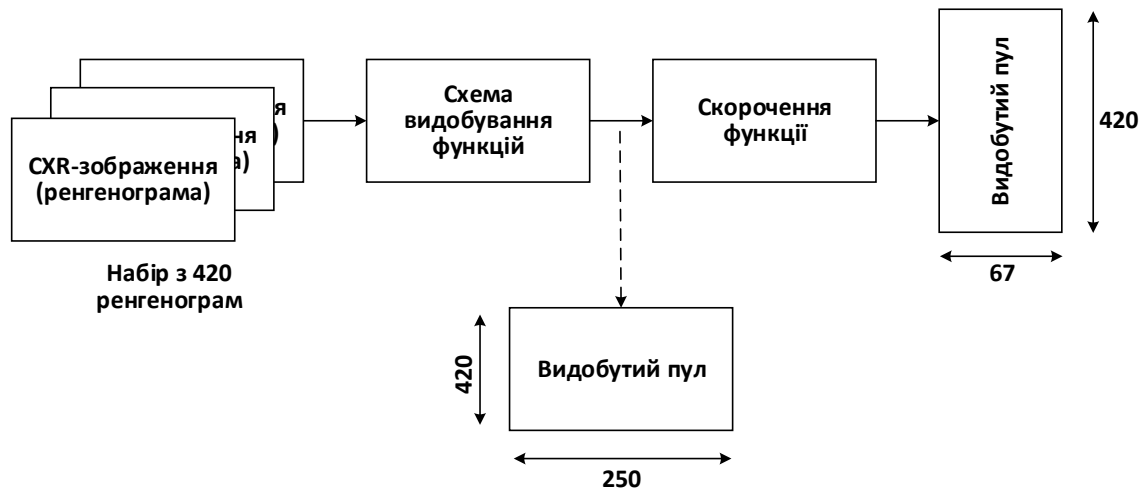 CXR-зображення
(ренгенограма)
ня
а)
я
)
Набір з 420
ренгенограм
Схема
видобування
функцій
Скорочення
функції
Видобутий пул
420
67
420
Видобутий пул
250